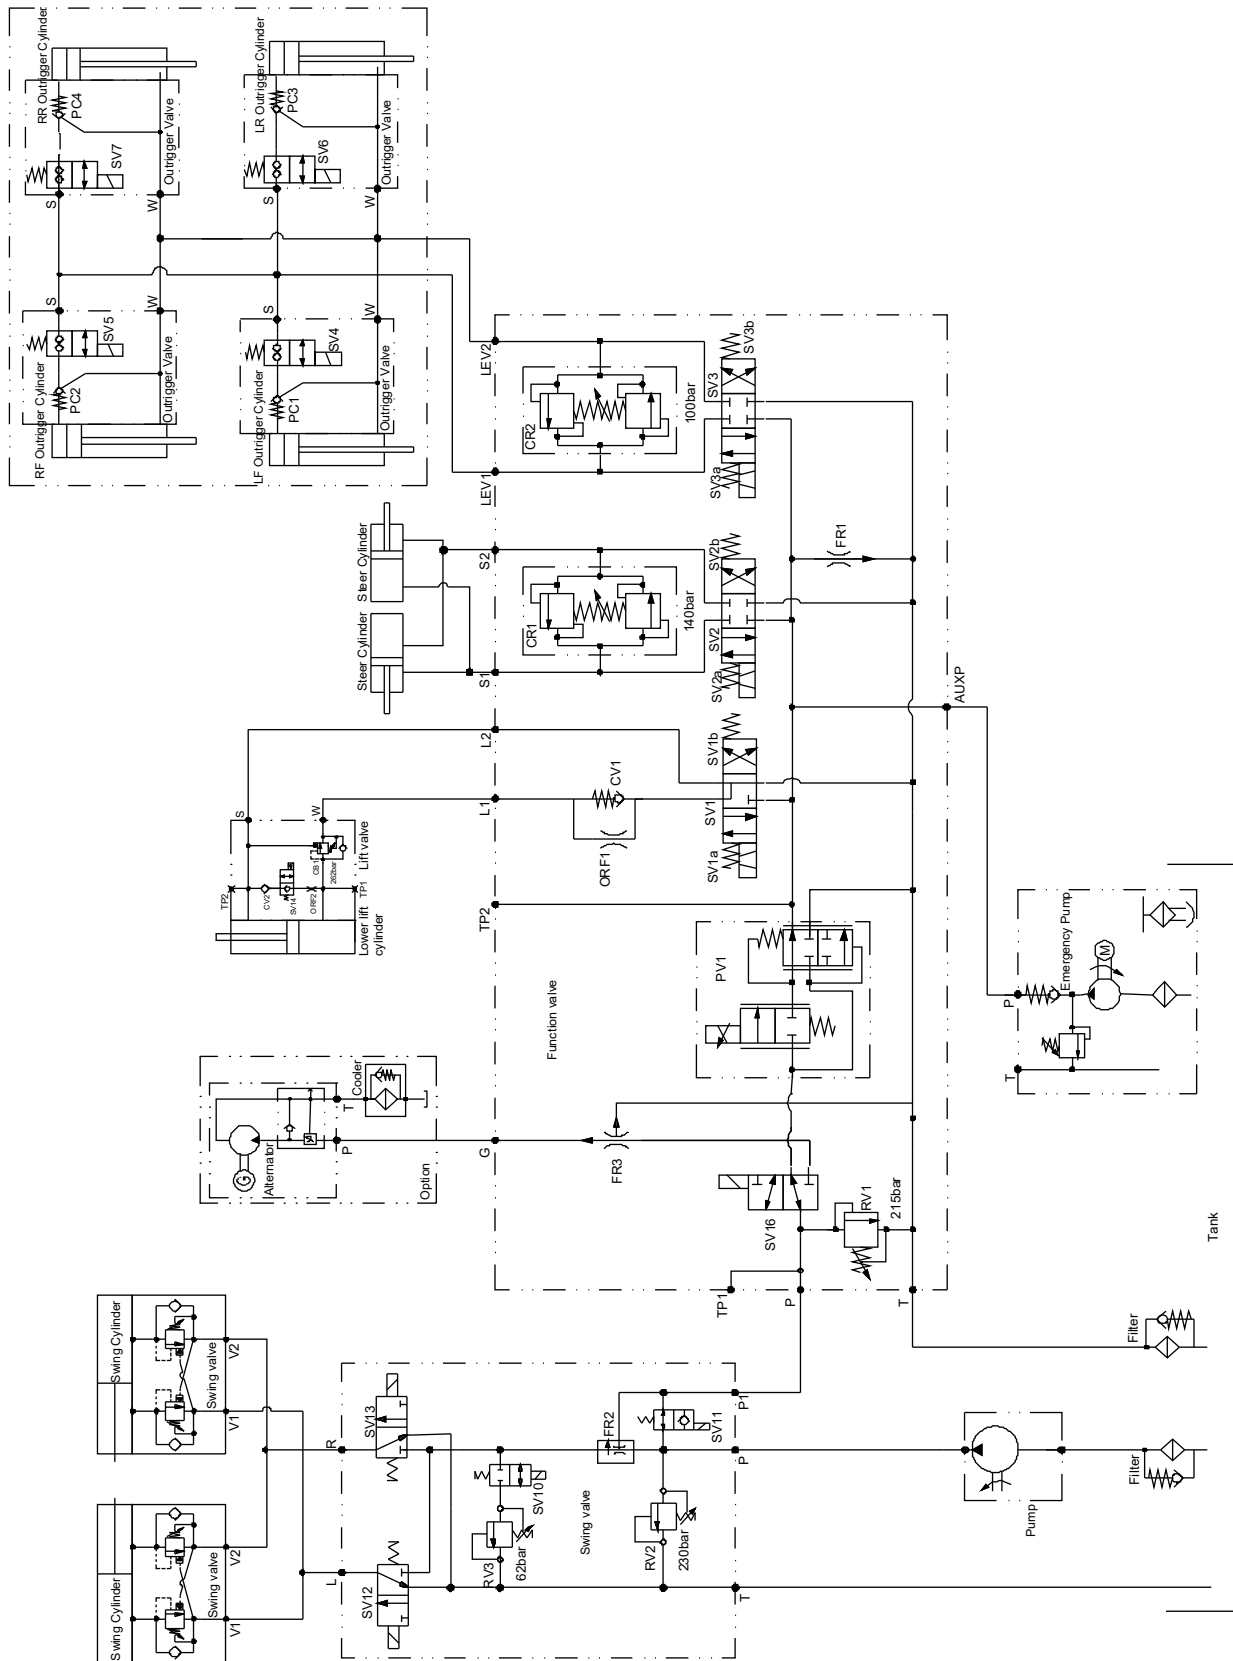 RR Outrigger Cylinder
PC4
SV7
Outrigger Valve
S
W
LR Outrigger Cylinder
PC3
SV6
Outrigger Valve
S
W
RF Outrigger Cylinder
PC2
SV5
Outrigger Valve
S
W
LF Outrigger Cylinder
PC1
SV4
Outrigger Valve
S
W
LEV2
LEV1
CR2
100bar
SV3
SV3b
SV3a
Steer Cylinder
Steer Cylinder
S2
S1
CR1
140bar
SV2
SV2b
SV2a
FR1
AUXP
L2
L1
CV1
ORF1
SV1
SV1b
SV1a
S
W
TP2
CV2
SV14
ORF2
CB1
262bar
TP1
Lift valve
Lower lift
cylinder
TP2
PV1
Function valve
P
T
Emergency Pump
M
G
Alternator
T
P
Cooler
Option
G
FR3
SV16
RV1
215bar
TP1
P
T
Tank
Filter
Swing Cylinder
Swing valve
V2
V1
Swing Cylinder
Swing valve
V2
V1
R
L
SV13
SV12
SV10
RV3
62bar
Swing valve
FR2
SV11
RV2
230bar
P1
P
T
Pump
Filter